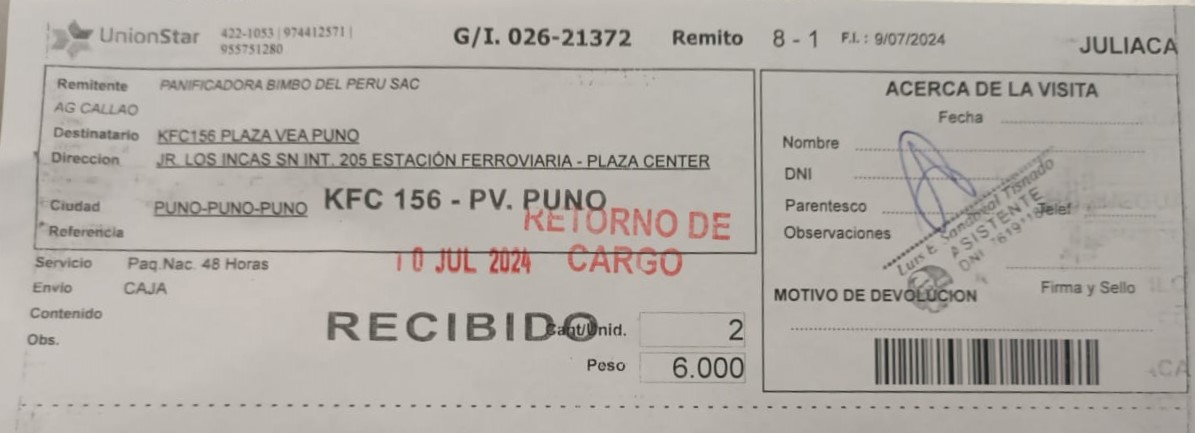 UnionStar 422-1053 | 974412571 |
955751280
G/I. 026-21372 Remito 8 - 1 F.I. : 9/07/2024
JULIACA
Remitente PANIFICADORA BIMBO DEL PERU SAC
AG CALLAO
Destinatario KFC156 PLAZA VEA PUNO
Direccion JR. LOS INCAS SN INT. 205 ESTACIÓN FERROVIARIA - PLAZA CENTER
Ciudad PUNO-PUNO-PUNO KFC 156 - PV. PUNO
Referencia
RETORNO DE
CARGO
10 JUL 2024
Servicio Paq.Nac. 48 Horas
Envio CAJA
Contenido
Obs.
RECIBIDO
Cant/Unid. 2
Peso 6.000
ACERCA DE LA VISITA
Fecha
Nombre
DNI
Parentesco
Telef
Observaciones
Luis E. Sandoval Tisnado
ASISTENTE
DNI
Firma y Sello
MOTIVO DE DEVOLUCION